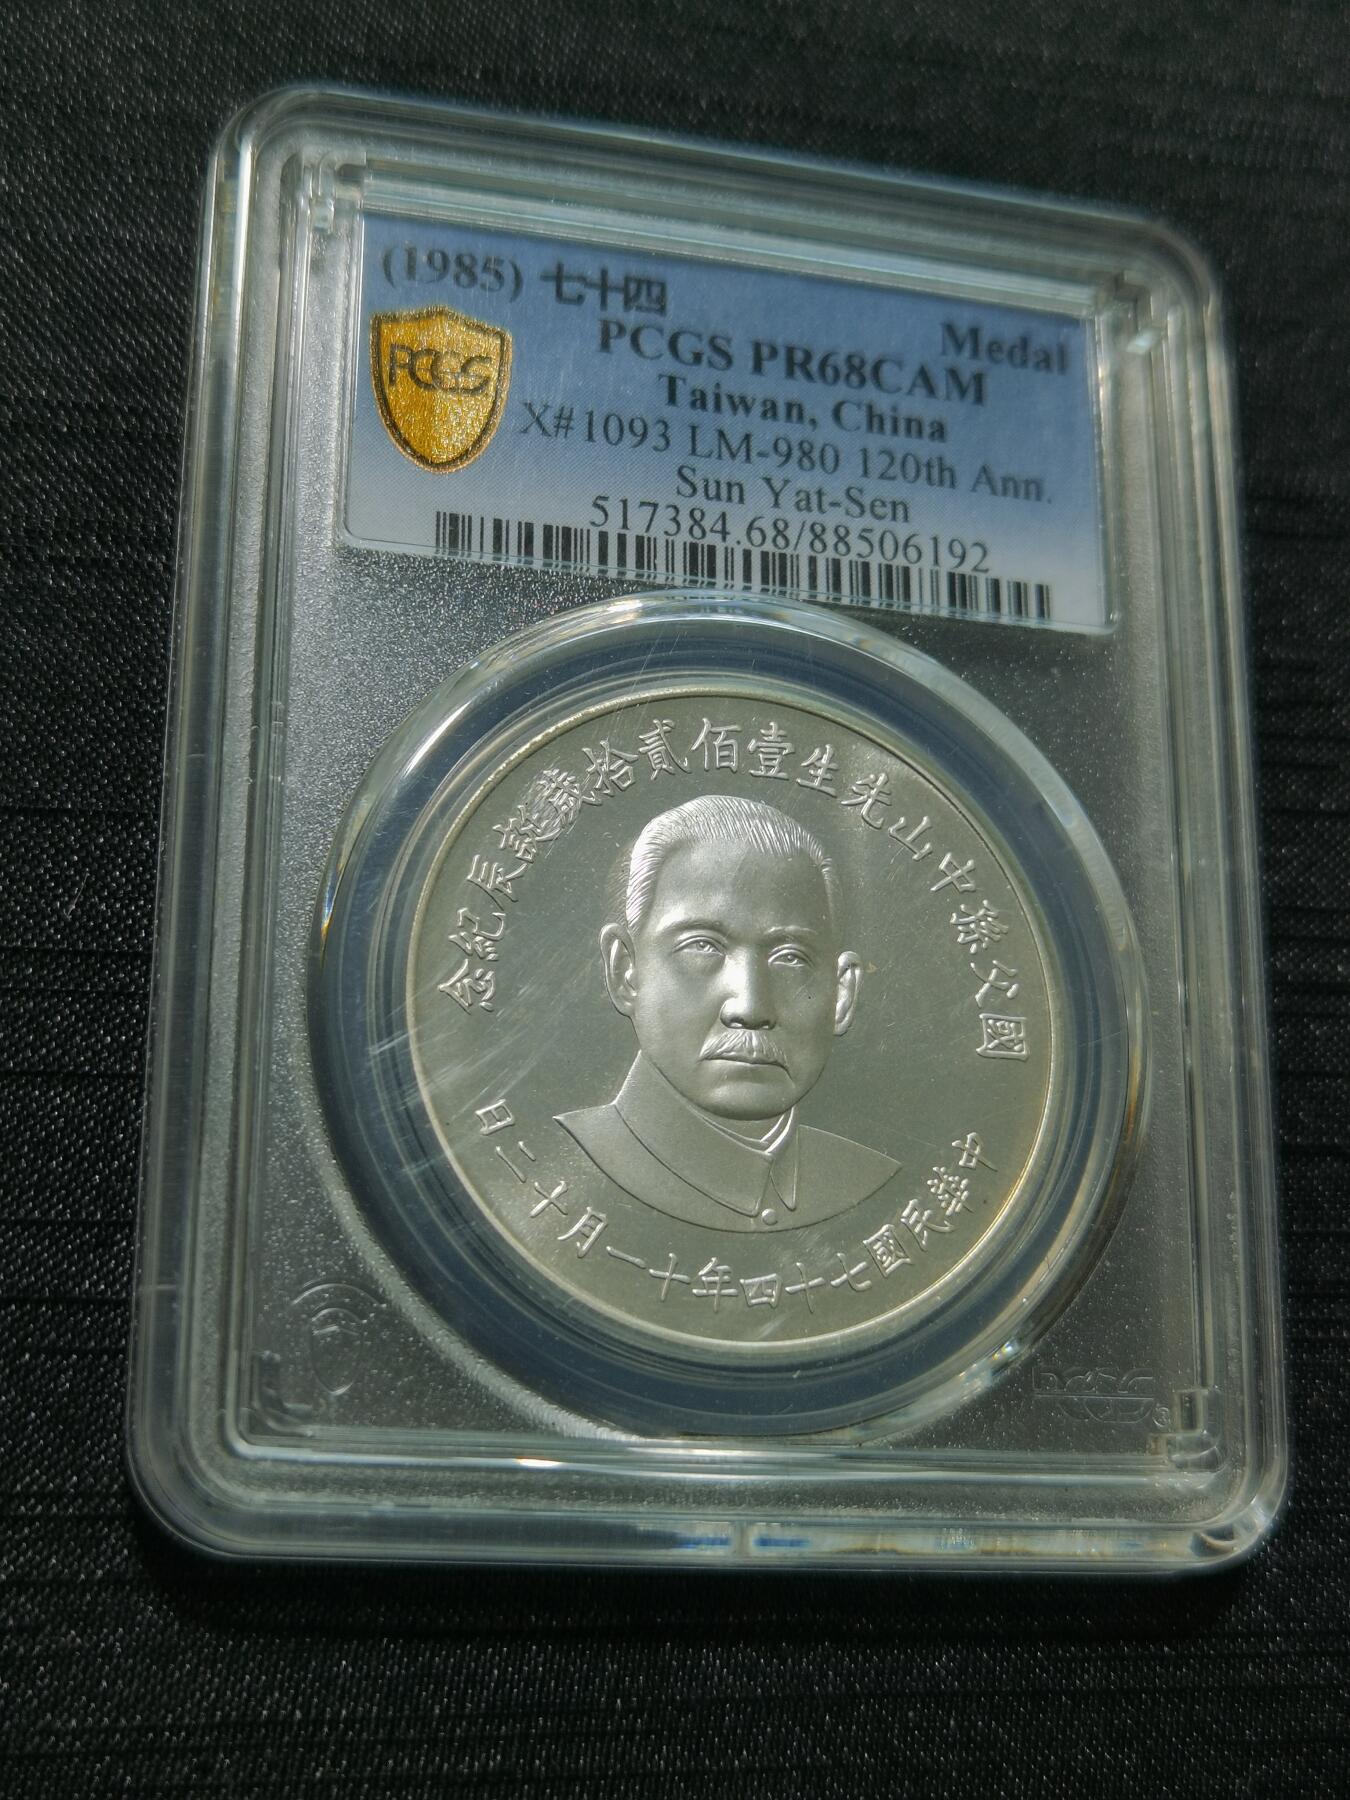 (1985) 七十四
Medal
PCGS
PCGS PR68CAM
Taiwan, China
X#1093 LM-980 120th Ann.
Sun Yat-Sen
517384.68/88506192
國父孫中山先生壹佰貳拾歲誕辰紀念
中華民國七十四年十一月十二日
PCGS